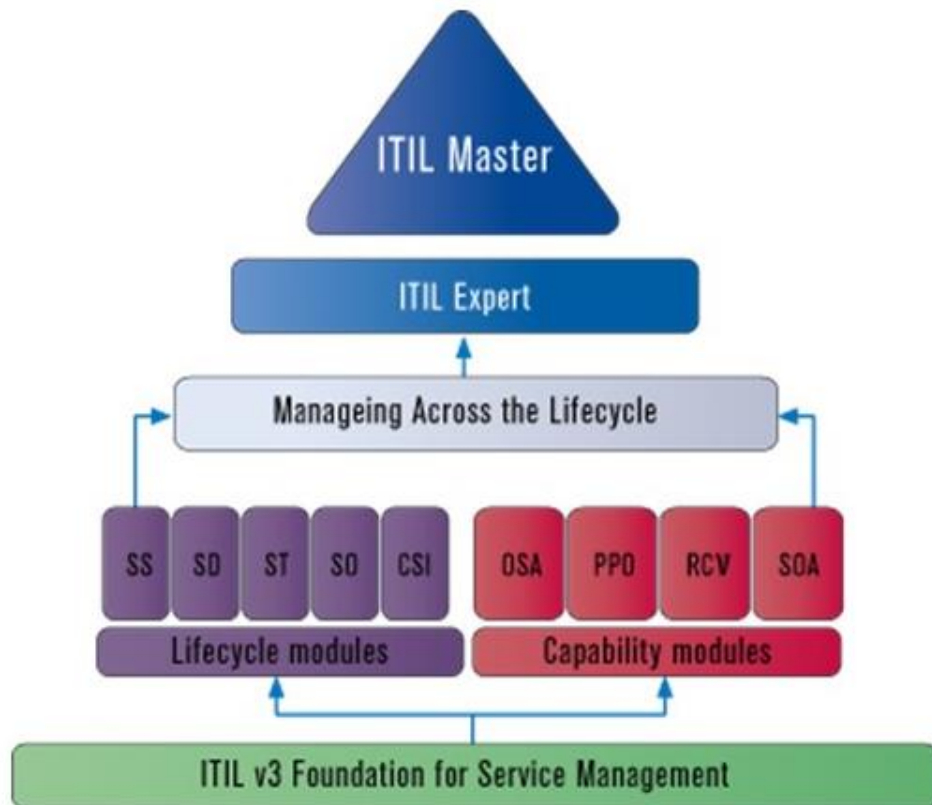 ITIL Master
ITIL Expert
Manageing Across the Lifecycle
SS SD ST SO CSI OSA PPO RCV SOA
Lifecycle modules Capability modules
ITIL v3 Foundation for Service Management